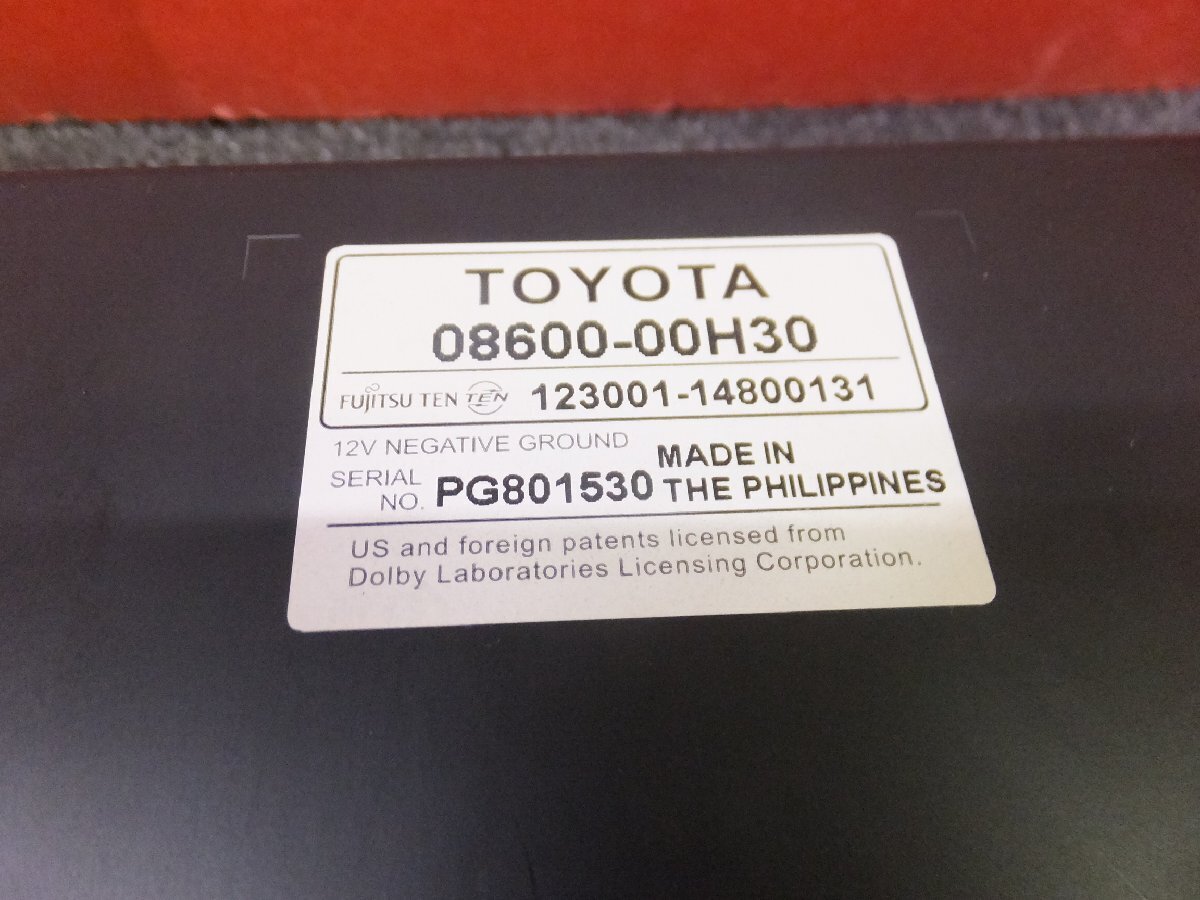 TOYOTA
08600-00H30
FUJITSU TEN TEN 123001-14800131
12V NEGATIVE GROUND
SERIAL NO. PG801530
MADE IN
THE PHILIPPINES
US and foreign patents licensed from
Dolby Laboratories Licensing Corporation.